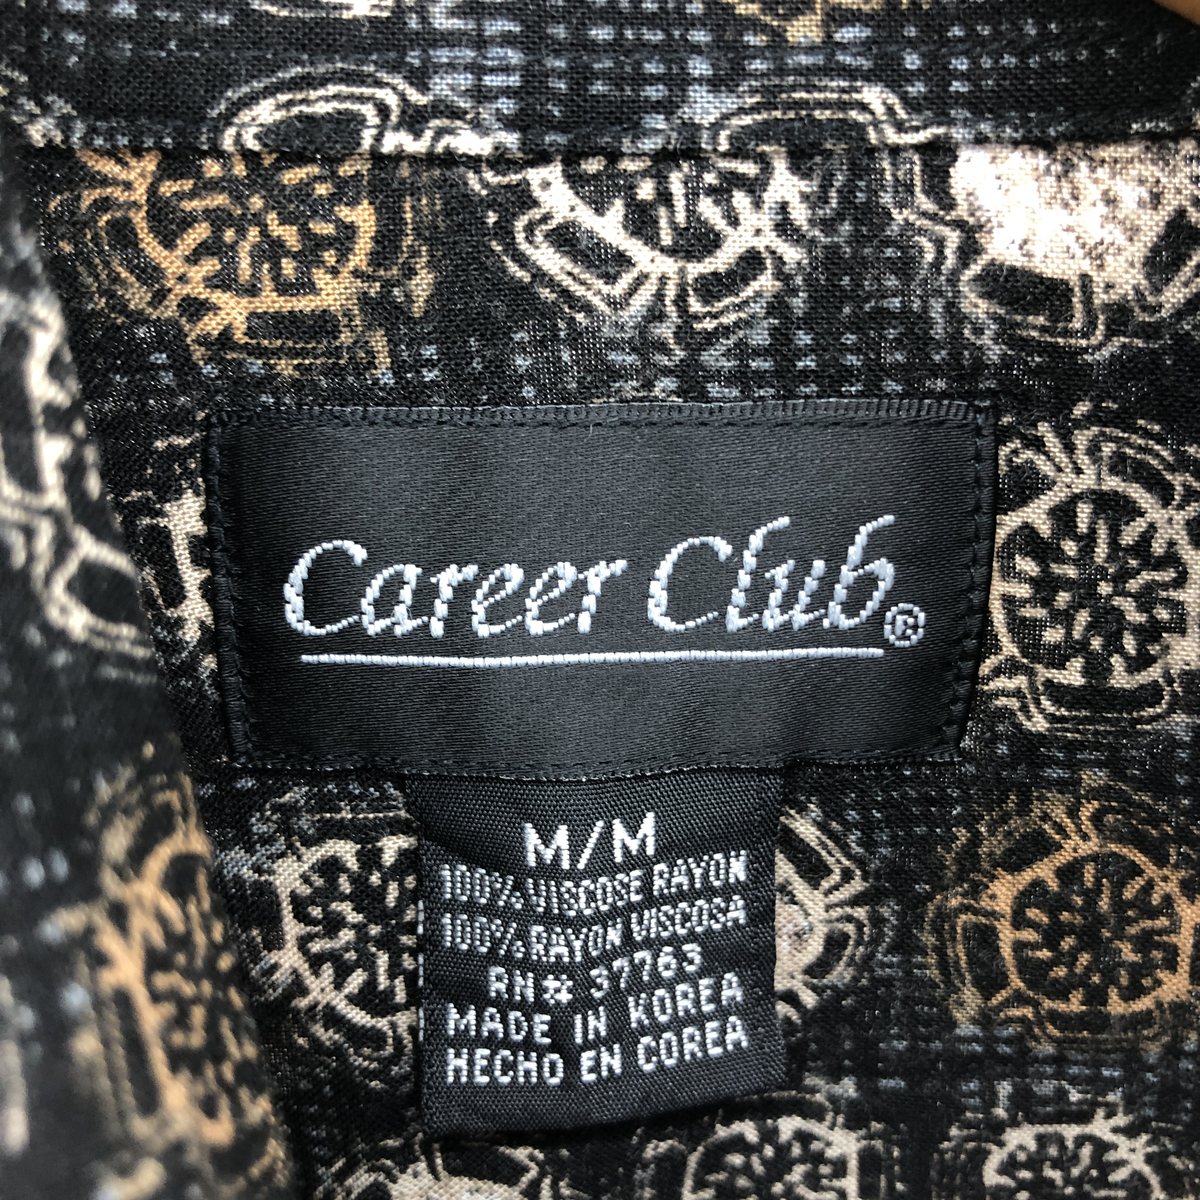 Career Club®
M/M
100% VISCOSE RAYON
100% RAYON VISCOSA
RN# 37763
MADE IN KOREA
HECHO EN COREA